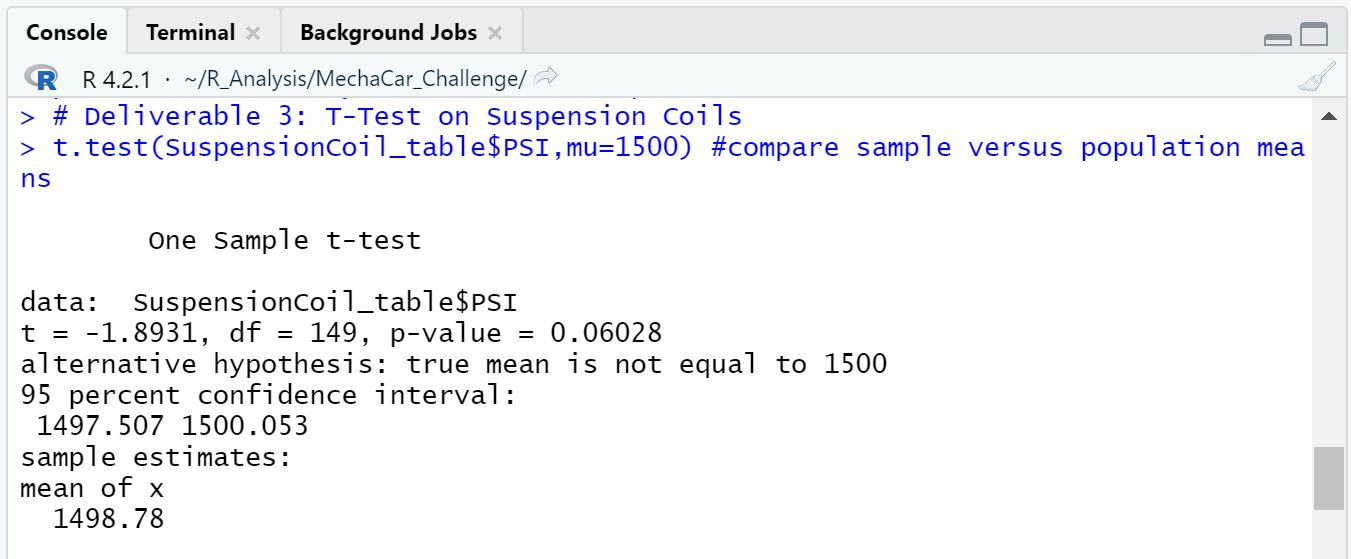 Console Terminal Background Jobs
R R 4.2.1 · ~/R_Analysis/MechaCar_Challenge/
> # Deliverable 3: T-Test on Suspension Coils
> t.test(SuspensionCoil_table$PSI,mu=1500) #compare sample versus population mea
ns
One Sample t-test
data:  SuspensionCoil_table$PSI
t = -1.8931, df = 149, p-value = 0.06028
alternative hypothesis: true mean is not equal to 1500
95 percent confidence interval:
1497.507 1500.053
sample estimates:
mean of x
1498.78